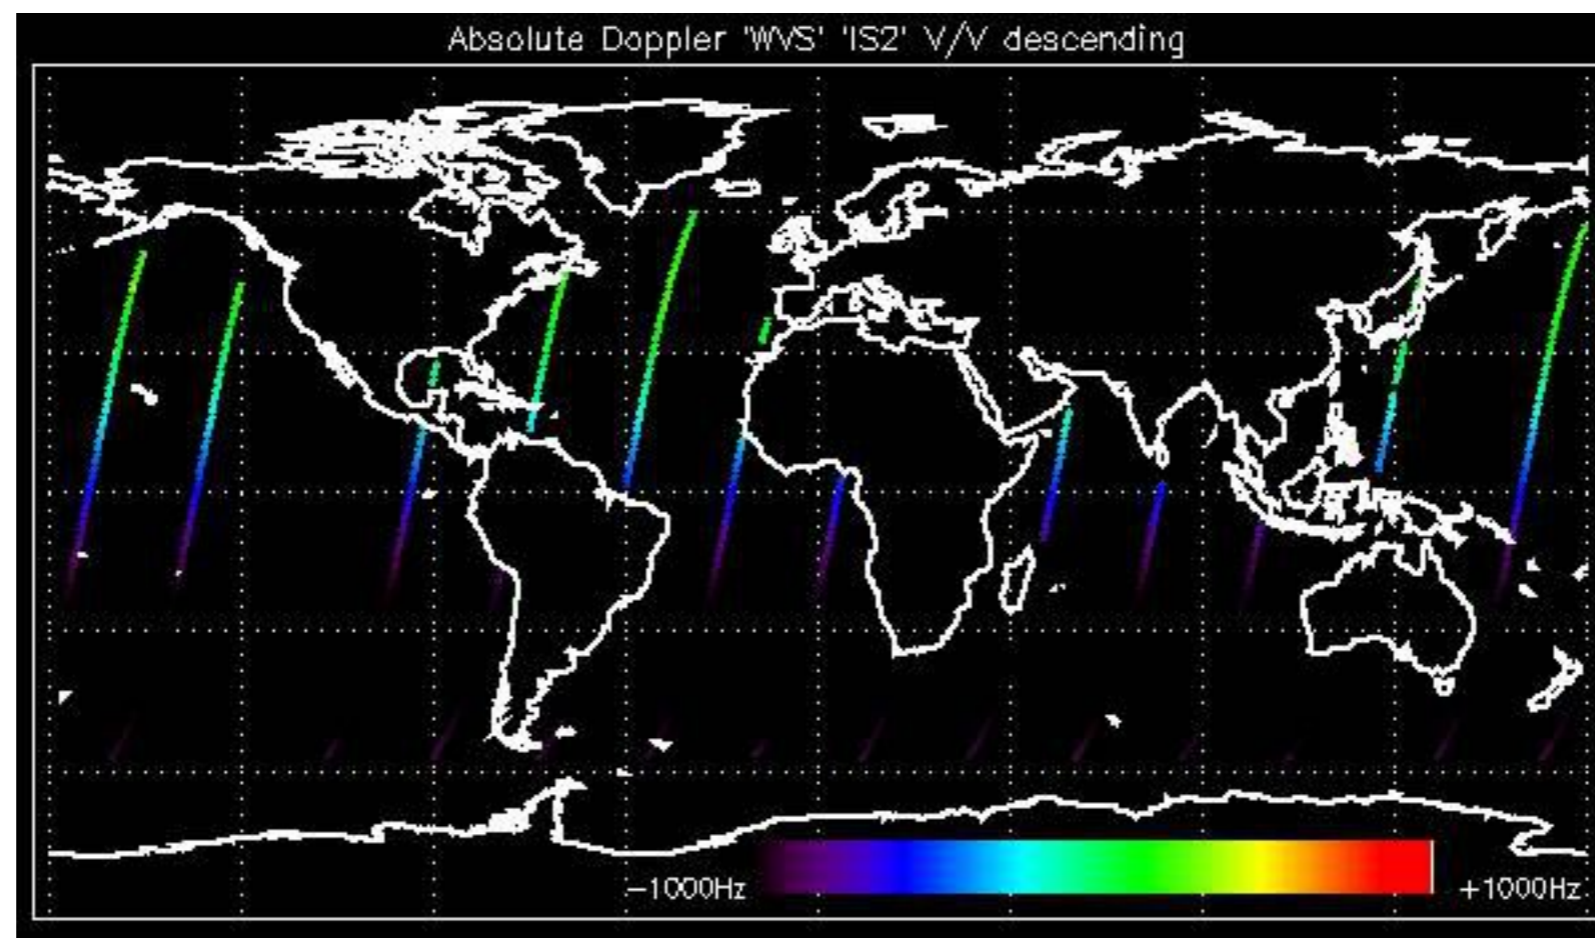 Absolute Doppler 'WVS' 'IS2' V/V descending
−1000Hz
+1000Hz